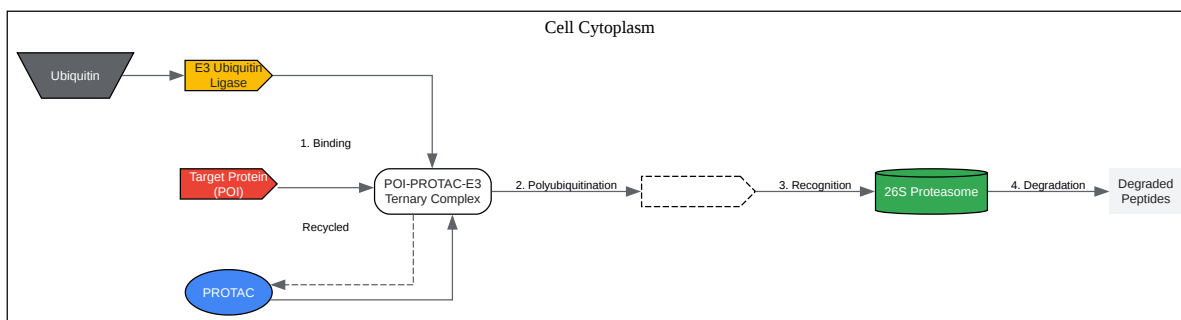 Cell Cytoplasm
Ubiquitin
E3 Ubiquitin
Ligase
1. Binding
Target Protein
(POI)
POI-PROTAC-E3
Ternary Complex
2. Polyubiquitination
3. Recognition
26S Proteasome
4. Degradation
Degraded
Peptides
Recycled
PROTAC